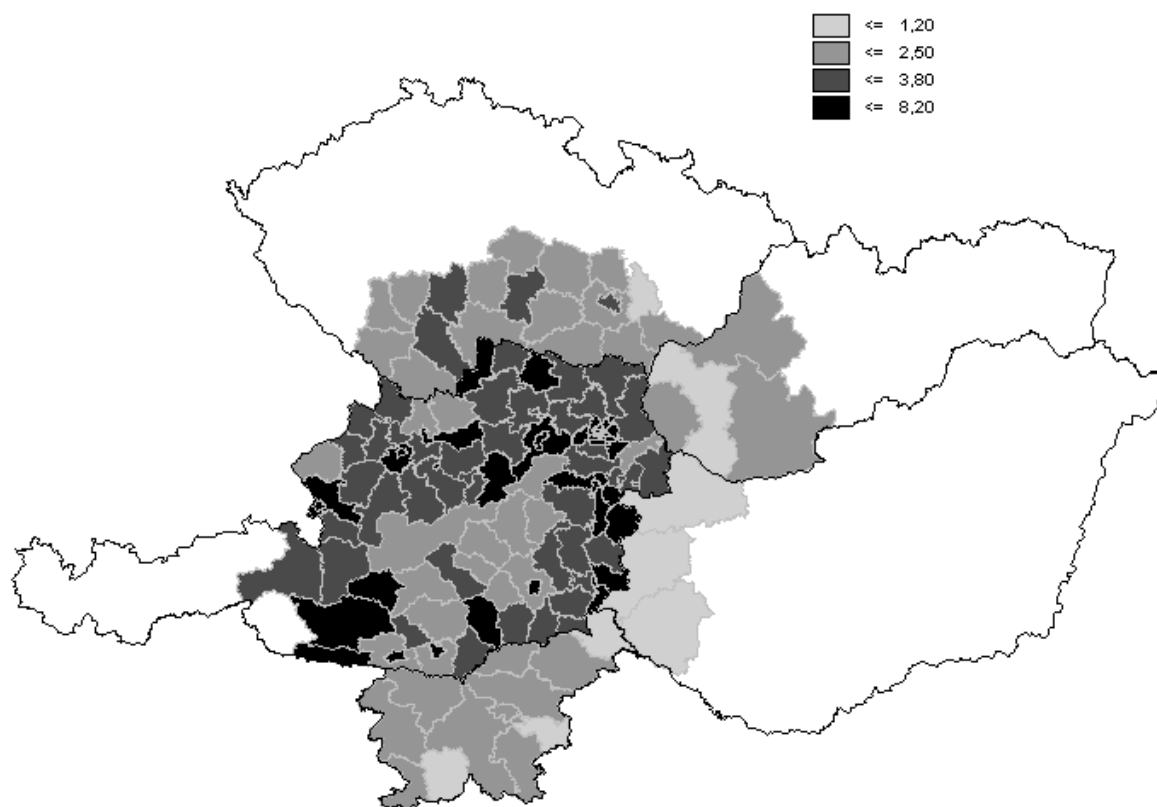 <= 1,20
<= 2,50
<= 3,80
<= 8,20